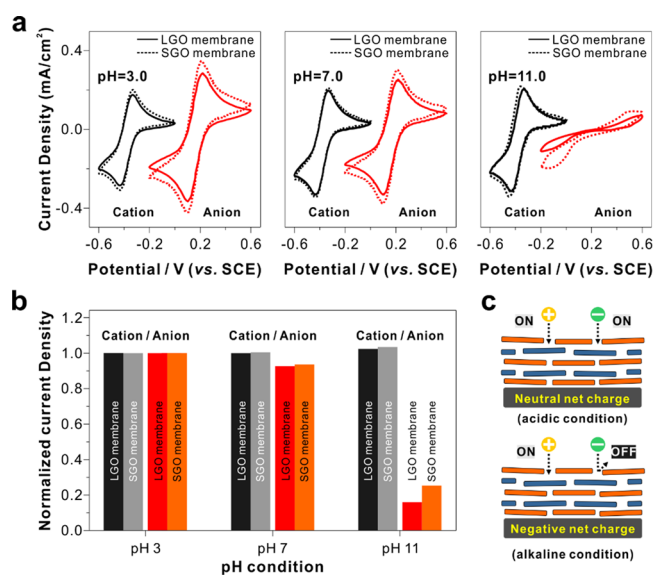 a
LGO membrane
SGO membrane
LGO membrane
SGO membrane
LGO membrane
SGO membrane
pH=3.0
pH=7.0
pH=11.0
Current Density (mA/cm²)
0.4
0.0
-0.4
Cation
Anion
Cation
Anion
Cation
Anion
-0.6
-0.2
0.2
0.6
-0.6
-0.2
0.2
0.6
-0.6
-0.2
0.2
0.6
Potential / V (vs. SCE)
Potential / V (vs. SCE)
Potential / V (vs. SCE)
b
Normalized current Density
1.2
1.0
0.8
0.6
0.4
0.2
0.0
Cation / Anion
Cation / Anion
Cation / Anion
LGO membrane
SGO membrane
LGO membrane
SGO membrane
LGO membrane
SGO membrane
LGO membrane
SGO membrane
LGO membrane
SGO membrane
LGO membrane
SGO membrane
pH 3
pH 7
pH 11
pH condition
c
ON
+
−
ON
Neutral net charge
(acidic condition)
ON
+
−
OFF
Negative net charge
(alkaline condition)